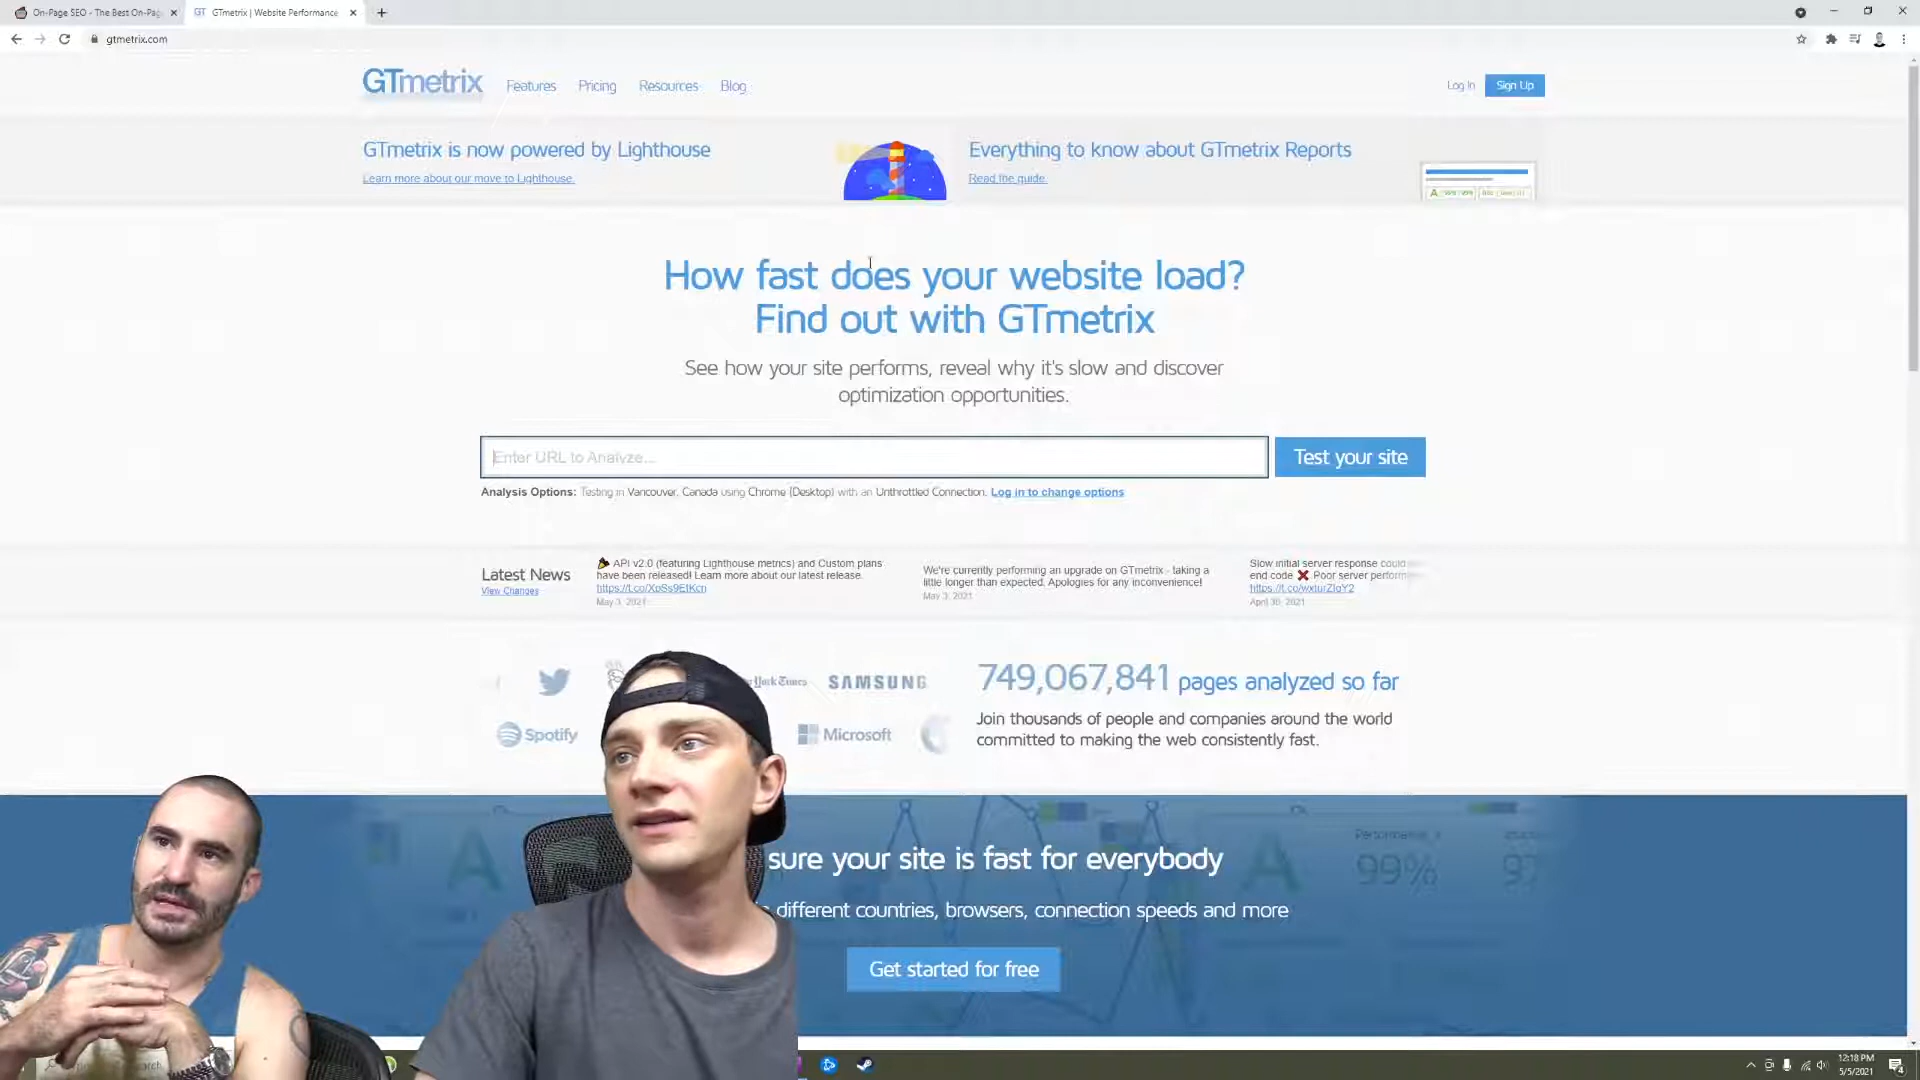 On-Page SEO - The Best On-Pag
GTmetrix | Website Performance
gtmetrix.com
GTmetrix
Features
Pricing
Resources
Blog
Log In
Sign Up
GTmetrix is now powered by Lighthouse
Learn more about our move to Lighthouse.
Everything to know about GTmetrix Reports
Read the guide.
How fast does your website load?
Find out with GTmetrix
See how your site performs, reveal why it's slow and discover
optimization opportunities.
Enter URL to Analyze...
Test your site
Analysis Options: Testing in Vancouver, Canada using Chrome (Desktop) with an Unthrottled Connection. Log in to change options
Latest News
View Changes
API v2.0 (featuring Lighthouse metrics) and Custom plans
have been released! Learn more about our latest release.
May 3, 2021
We're currently performing an upgrade on GTmetrix - taking a
little longer than expected. Apologies for any inconvenience!
May 3, 2021
Slow initial server response could
end code ❌ Poor server perform
April 30, 2021
York Times
SAMSUNG
Spotify
Microsoft
749,067,841 pages analyzed so far
Join thousands of people and companies around the world
committed to making the web consistently fast.
sure your site is fast for everybody
different countries, browsers, connection speeds and more
Get started for free
A
A
99%
12:18 PM
5/5/2021